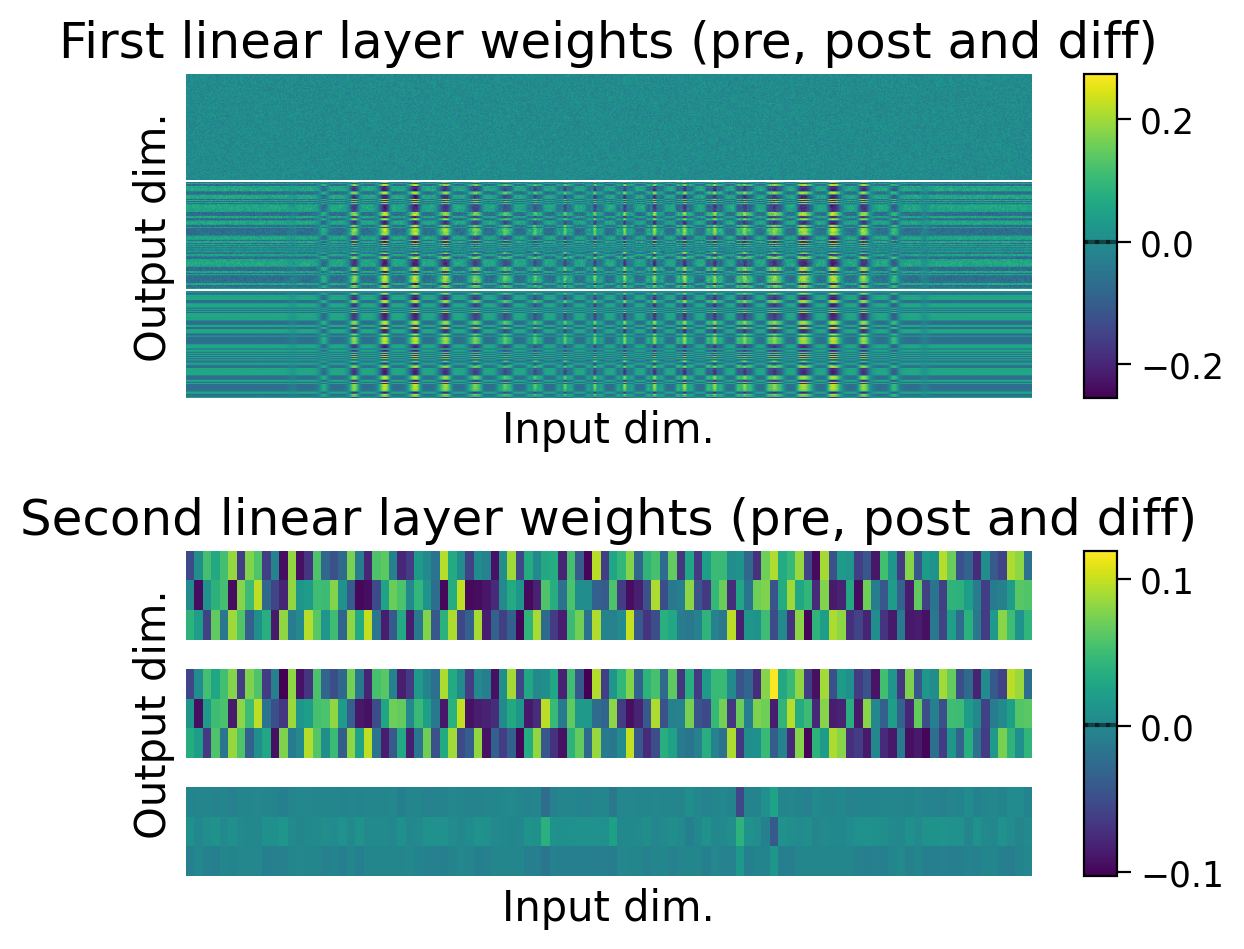 First linear layer weights (pre, post and diff)
Output dim.
0.2
0.0
−0.2
Input dim.
Second linear layer weights (pre, post and diff)
Output dim.
0.1
0.0
−0.1
Input dim.